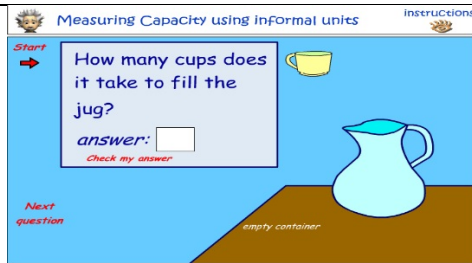 Measuring Capacity using informal units
instructions
Start
How many cups does
it take to fill the
jug?
answer:
Check my answer
Next
question
empty container